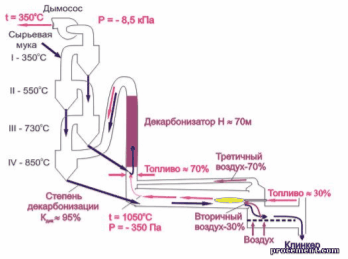 Дымосос
t = 350°C
P = - 8,5 кПа
Сырьевая
мука
I - 350°C
II - 550°C
III - 730°C
IV - 850°C
Декарбонизатор H ≈ 70м
Топливо ≈ 70%
Третичный
воздух-70%
Топливо ≈ 30%
Степень
декарбонизации
Kдек ≈ 95%
t = 1050°C
P = - 350 Па
Вторичный
воздух-30%
Воздух
Клинкер
procement.com